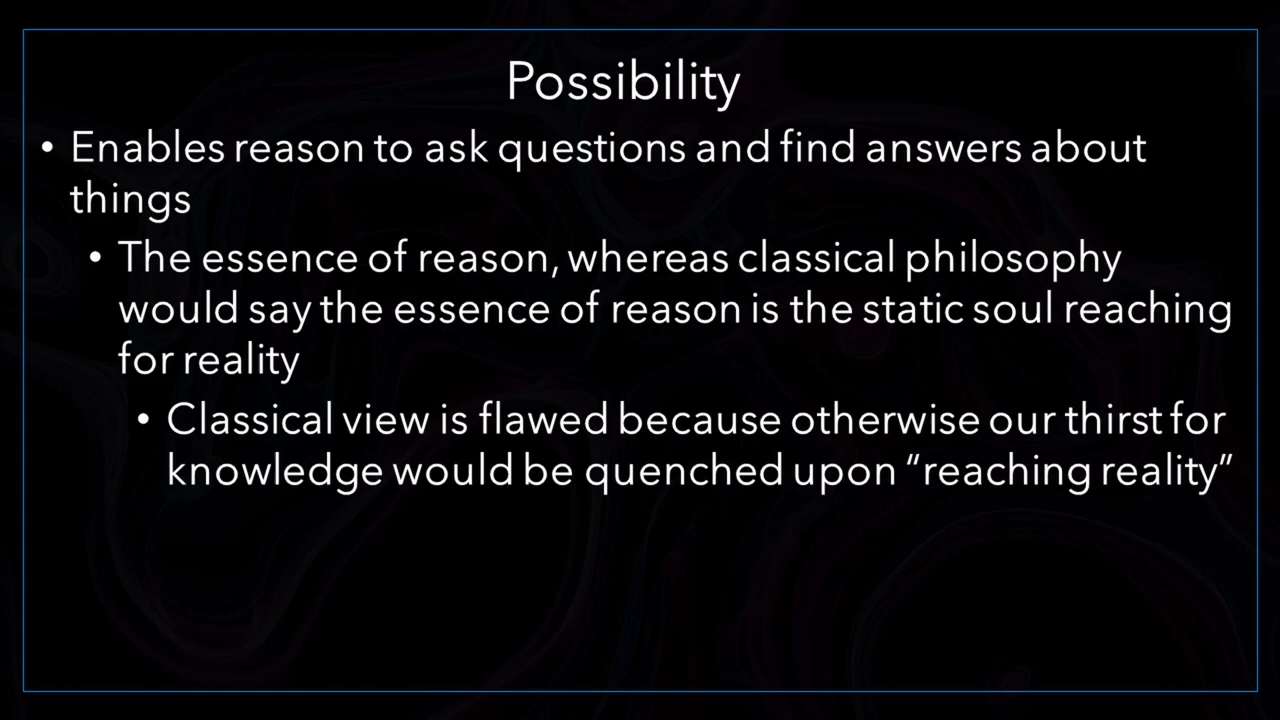 Possibility
• Enables reason to ask questions and find answers about
things
• The essence of reason, whereas classical philosophy
would say the essence of reason is the static soul reaching
for reality
• Classical view is flawed because otherwise our thirst for
knowledge would be quenched upon “reaching reality”